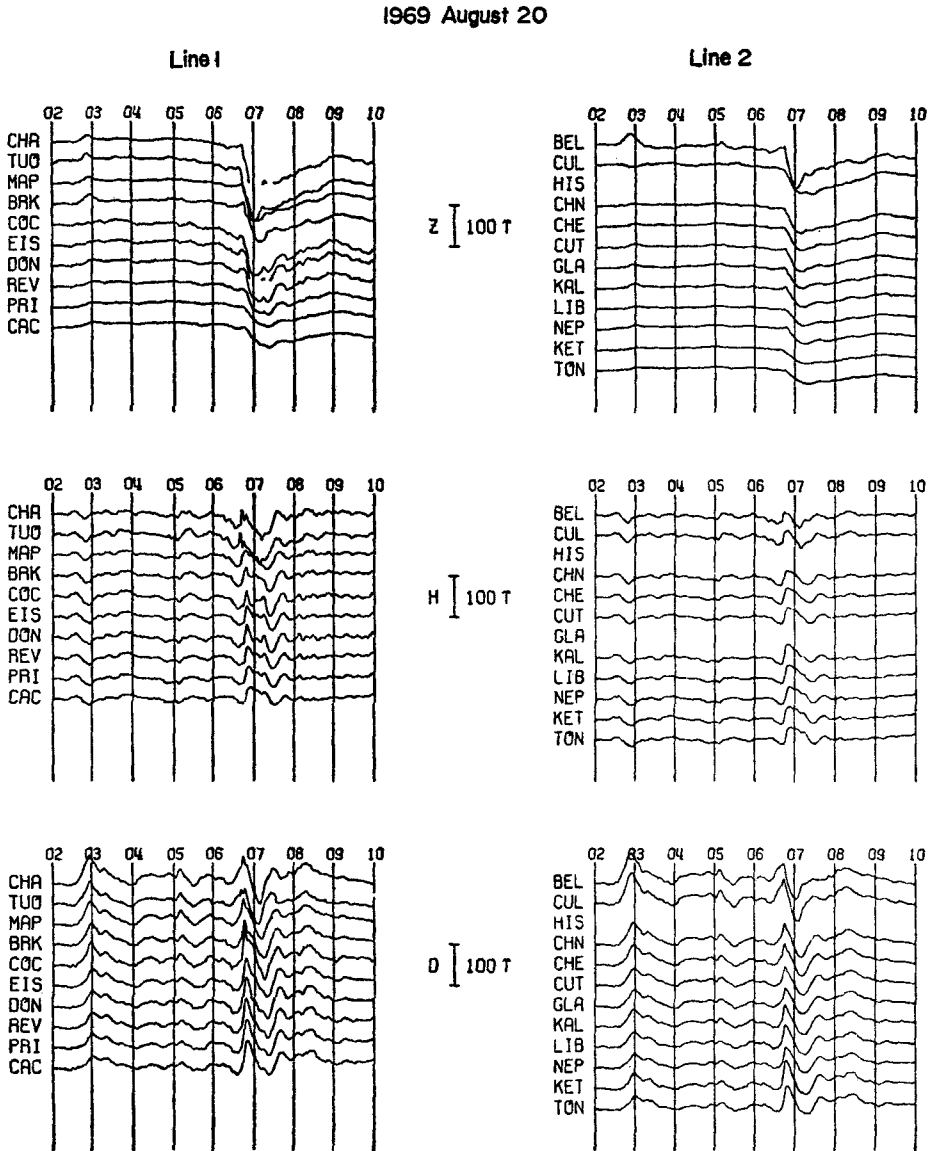 1969 August 20
Line 1
Line 2
02 03 04 05 06 07 08 09 10
CHA
TUO
MAP
BRK
COC
EIS
DON
REV
PRI
CAC
Z 100 T
02 03 04 05 06 07 08 09 10
BEL
CUL
HIS
CHN
CHE
CUT
GLA
KAL
LIB
NEP
KET
TON
02 03 04 05 06 07 08 09 10
CHA
TUO
MAP
BRK
COC
EIS
DON
REV
PRI
CAC
H 100 T
02 03 04 05 06 07 08 09 10
BEL
CUL
HIS
CHN
CHE
CUT
GLA
KAL
LIB
NEP
KET
TON
02 03 04 05 06 07 08 09 10
CHA
TUO
MAP
BRK
COC
EIS
DON
REV
PRI
CAC
D 100 T
02 03 04 05 06 07 08 09 10
BEL
CUL
HIS
CHN
CHE
CUT
GLA
KAL
LIB
NEP
KET
TON